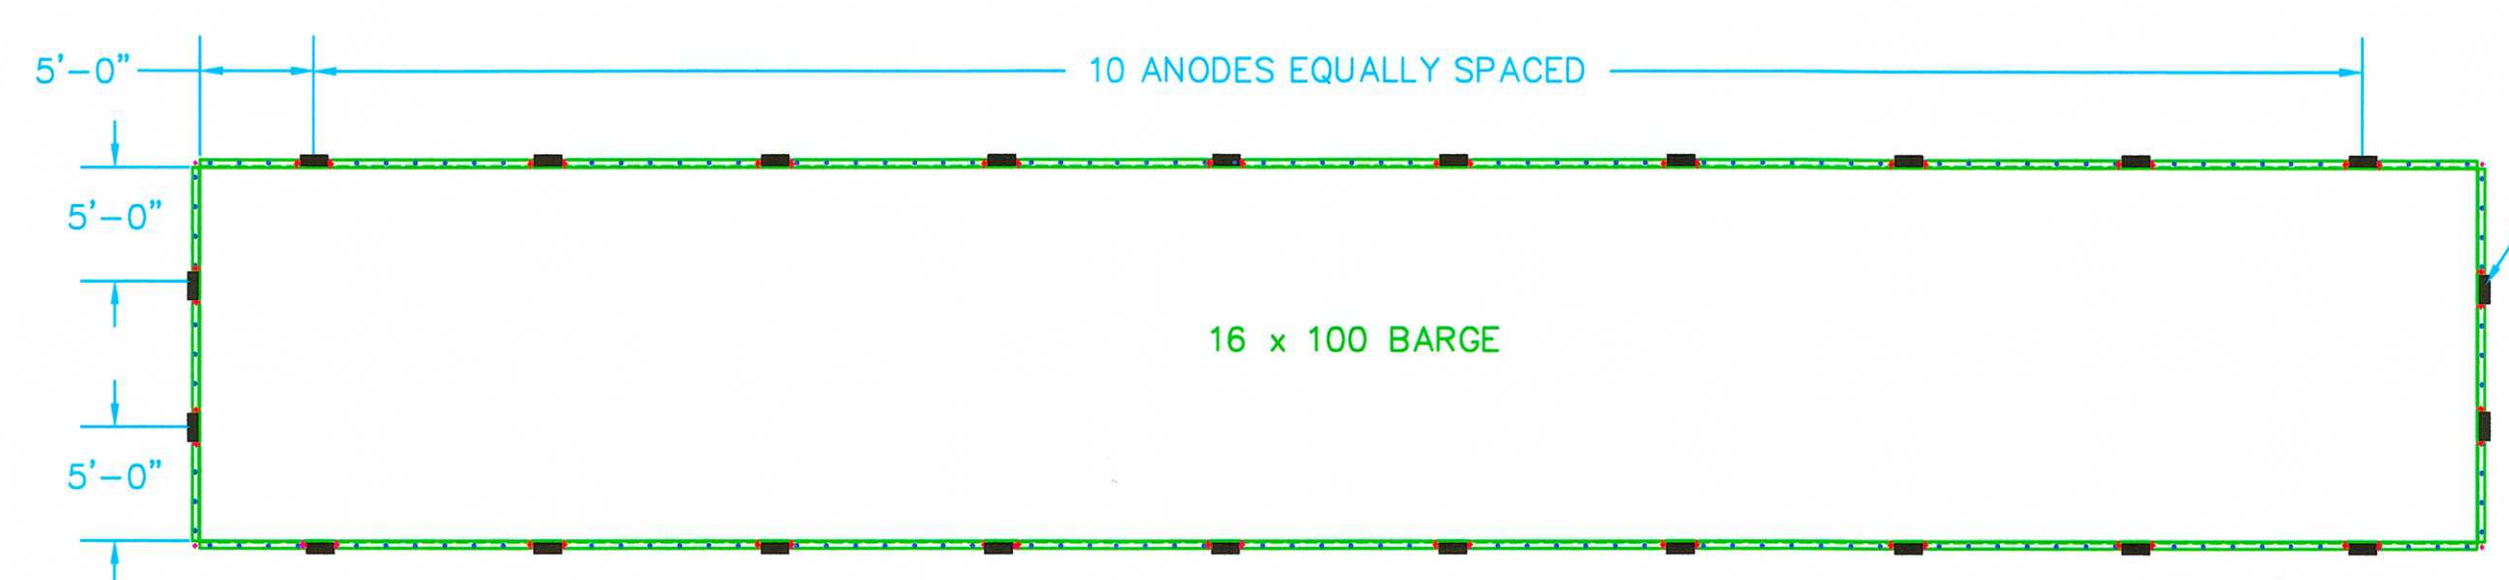 5'-0" 10 ANODES EQUALLY SPACED
5'-0"
16 x 100 BARGE
5'-0"